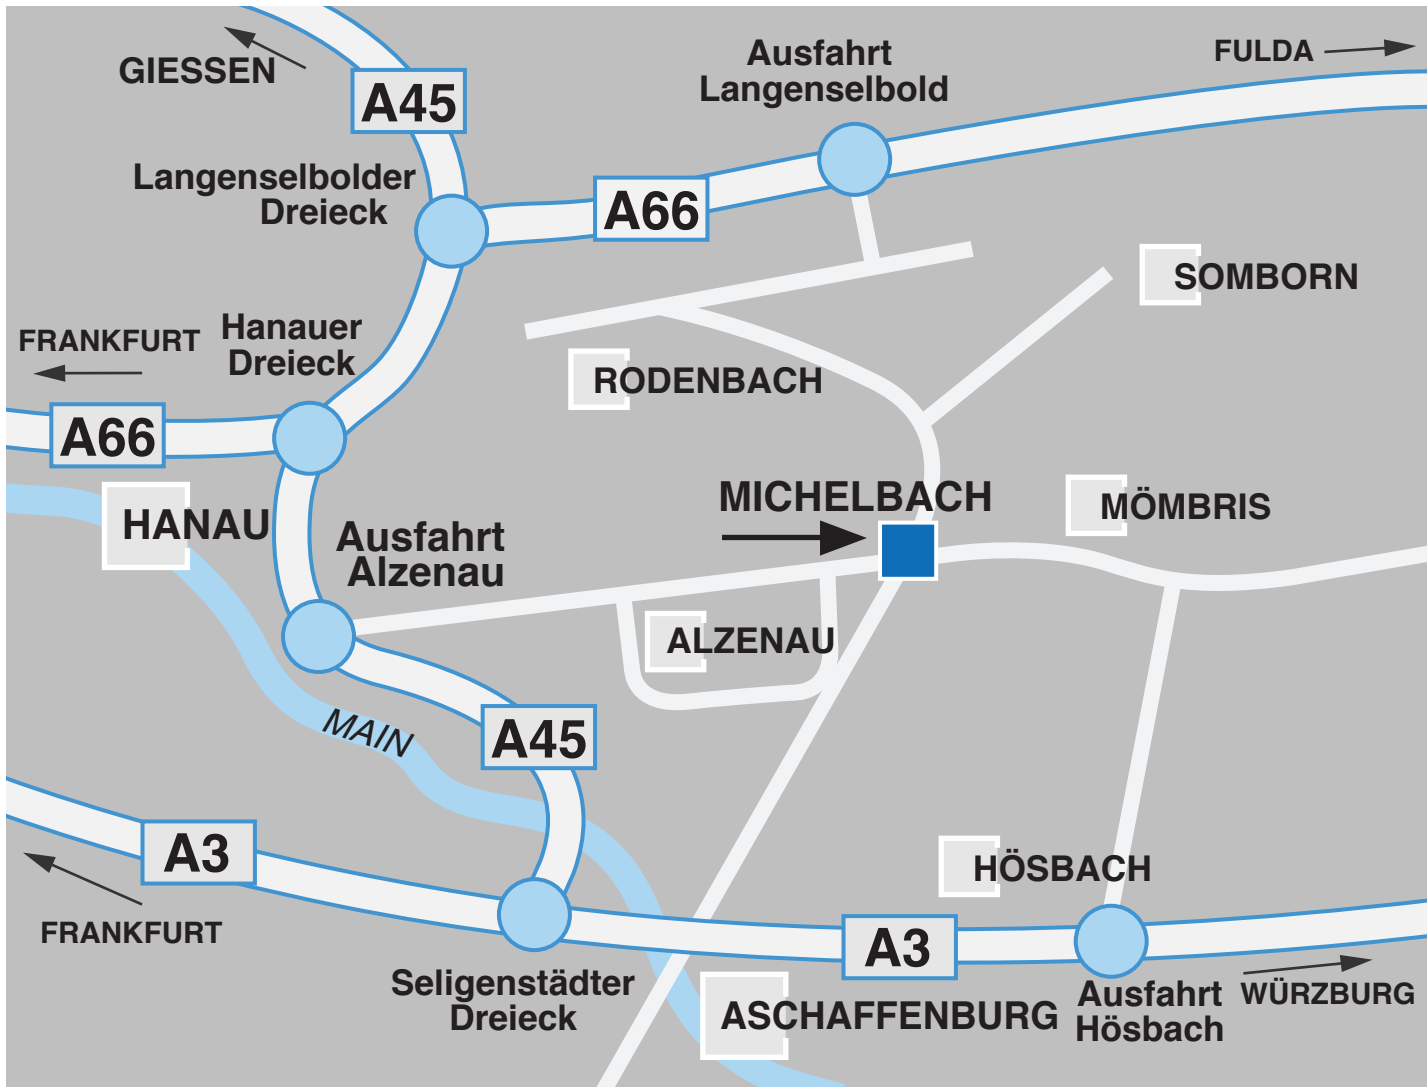 GIESSEN
A45
Ausfahrt
Langenselbold
FULDA
Langenselbolder
Dreieck
A66
SOMBORN
FRANKFURT
Hanauer
Dreieck
RODENBACH
A66
HANAU
Ausfahrt
Alzenau
MICHELBACH
MÖMBRIS
ALZENAU
MAIN
A45
A3
HÖSBACH
FRANKFURT
A3
Seligenstädter
Dreieck
ASCHAFFENBURG
Ausfahrt
Hösbach
WÜRZBURG